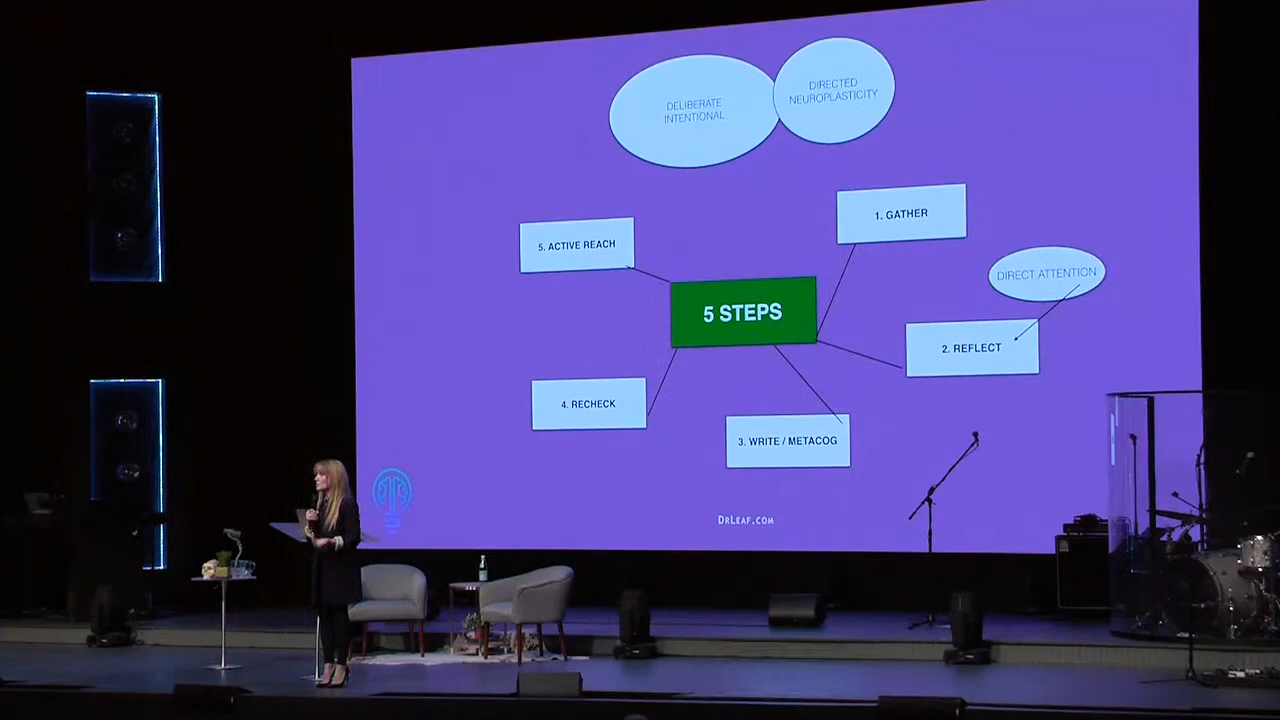 DELIBERATE
INTENTIONAL
DIRECTED
NEUROPLASTICITY
1. GATHER
5. ACTIVE REACH
DIRECT ATTENTION
5 STEPS
2. REFLECT
4. RECHECK
3. WRITE / METACOG
DRLEAF.COM